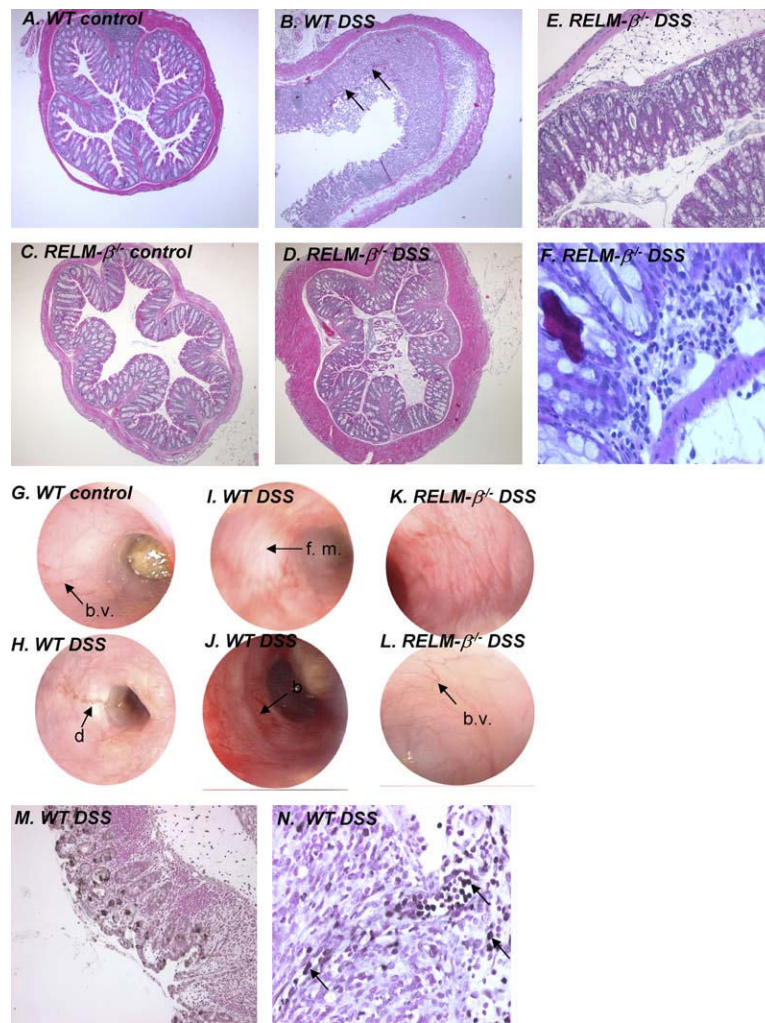 A. WT control
B. WT DSS
E. RELM-β-/- DSS
C. RELM-β-/- control
D. RELM-β-/- DSS
F. RELM-β-/- DSS
G. WT control
I. WT DSS
K. RELM-β-/- DSS
f. m.
b.v.
H. WT DSS
J. WT DSS
L. RELM-β-/- DSS
b
d
b.v.
M. WT DSS
N. WT DSS